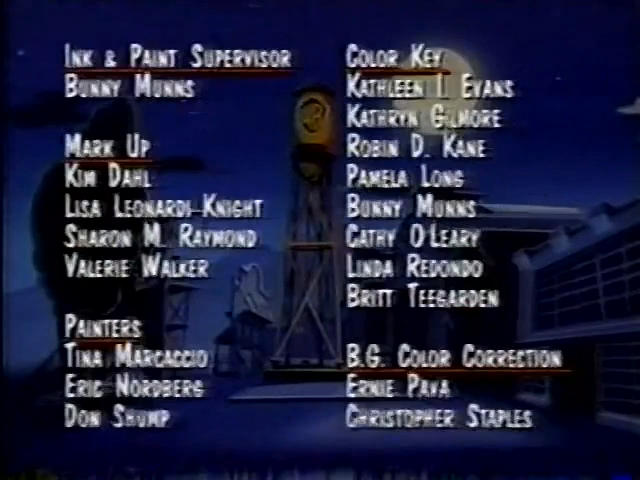 INK & PAINT SUPERVISOR
BUNNY MUNNS
MARK UP
KIM DAHL
LISA LEONARDI-KNIGHT
SHARON M. RAYMOND
VALERIE WALKER
PAINTERS
TINA MARCACCIO
ERIC NORDBERG
DON SHUMP
COLOR KEY
KATHLEEN I. EVANS
KATHRYN GILMORE
ROBIN D. KANE
PAMELA LONG
BUNNY MUNNS
CATHY O'LEARY
LINDA REDONDO
BRITT TEEGARDEN
B.G. COLOR CORRECTION
ERNIE PAVA
CHRISTOPHER STAPLES